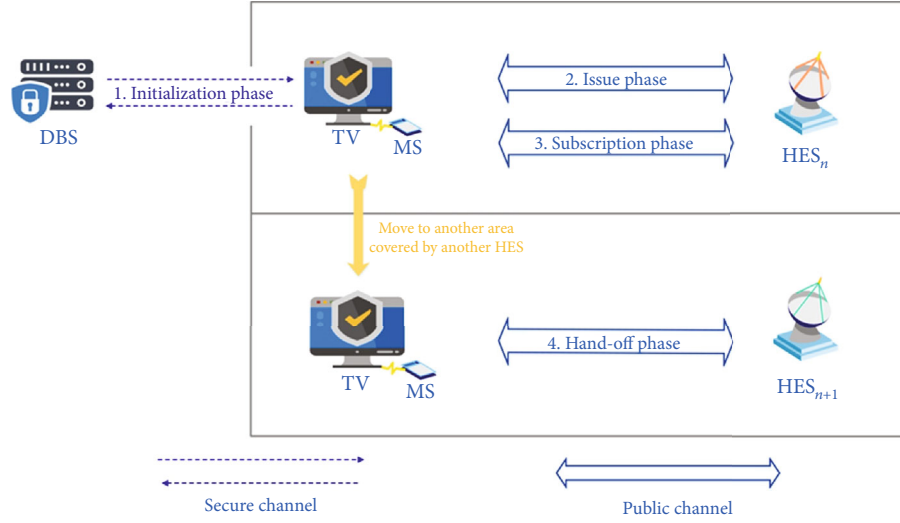 1. Initialization phase
DBS
TV
MS
2. Issue phase
3. Subscription phase
HESₙ
Move to another area
covered by another HES
TV
MS
4. Hand-off phase
HESₙ₊₁
Secure channel
Public channel